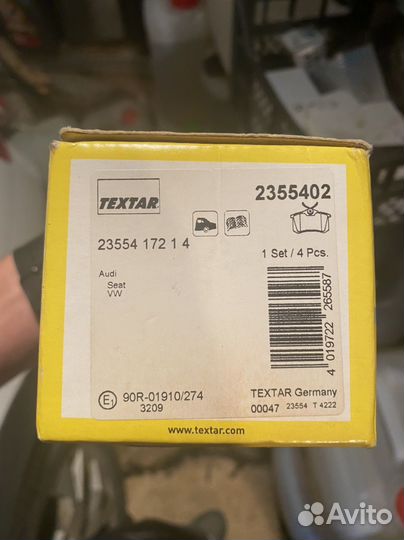 TEXTAR
2355402
23554 172 1 4
1 Set / 4 Pcs.
Audi
Seat
VW
4 019722 265587
E1 90R-01910/274
3209
TEXTAR Germany
00047 23554 T 4222
www.textar.com
Avito